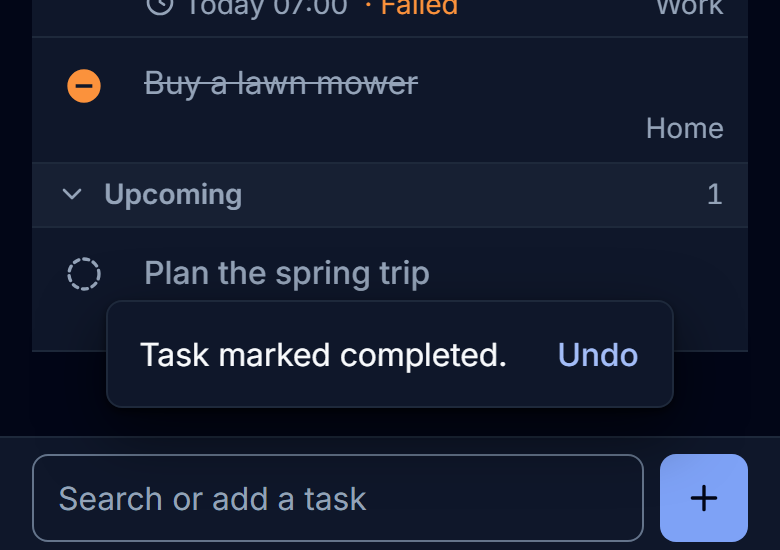 Today 07:00 · Failed Work
Buy a lawn mower
Home
Upcoming 1
Plan the spring trip
Task marked completed. Undo
Search or add a task